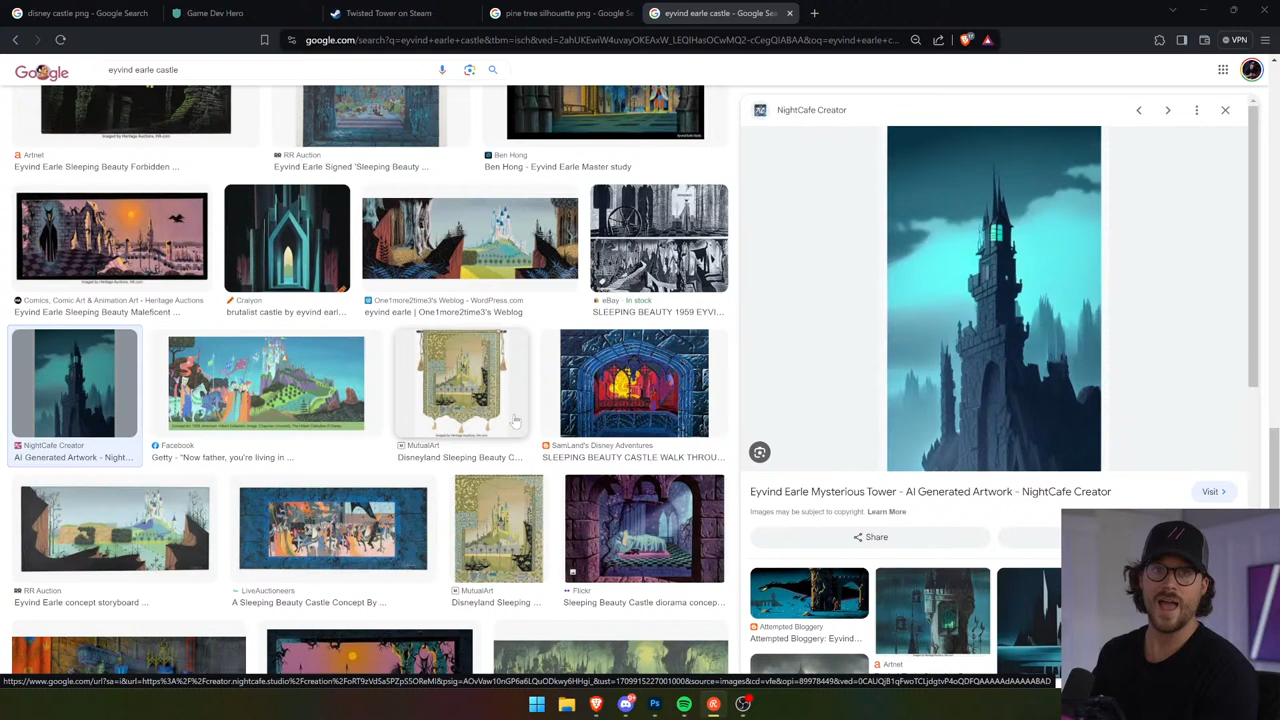 disney castle png - Google Search
Game Dev Hero
Twisted Tower on Steam
pine tree silhouette png - Google Se
eyvind earle castle - Google Sea
google.com/search?q=eyvind+earle+castle&tbm=isch&ved=2ahUKEwiW4uvayOKEAxW_LEQIHasOCwMQ2-cCegQIABAA&oq=eyvind+earle+c...
VPN
Google
eyvind earle castle
NightCafe Creator
Artnet
Eyvind Earle Sleeping Beauty Forbidden ...
RR Auction
Eyvind Earle Signed 'Sleeping Beauty ...
Ben Hong
Ben Hong - Eyvind Earle Master study
Comics, Comic Art & Animation Art - Heritage Auctions
Eyvind Earle Sleeping Beauty Maleficent ...
Craiyon
brutalist castle by eyvind earl...
One1more2time3's Weblog - WordPress.com
eyvind earle | One1more2time3's Weblog
eBay · In stock
SLEEPING BEAUTY 1959 EYVI...
NightCafe Creator
AI Generated Artwork - Night...
Facebook
Getty - "Now father, you're living in ...
MutualArt
Disneyland Sleeping Beauty C...
SamLand's Disney Adventures
SLEEPING BEAUTY CASTLE WALK THROU...
RR Auction
Eyvind Earle concept storyboard ...
LiveAuctioneers
A Sleeping Beauty Castle Concept By ...
MutualArt
Disneyland Sleeping ...
Flickr
Sleeping Beauty Castle diorama concep...
Eyvind Earle Mysterious Tower - AI Generated Artwork - NightCafe Creator
Visit
Images may be subject to copyright. Learn More
Share
Attempted Bloggery
Attempted Bloggery: Eyvind...
Artnet